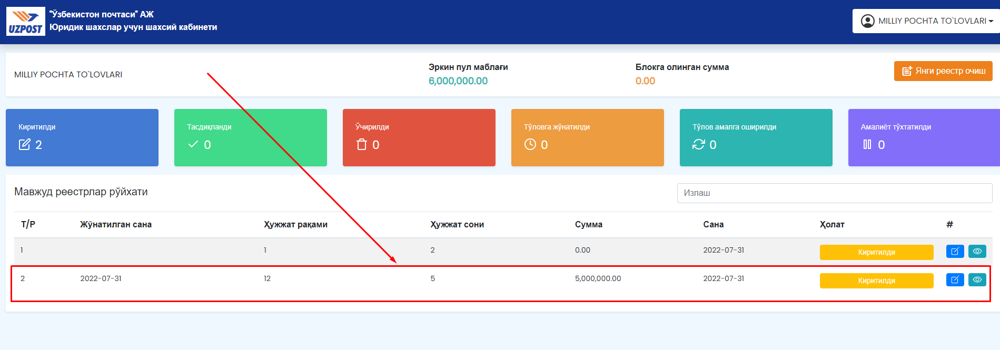 UZPOST
"Ўзбекистон почтаси" АЖ
Юридик шахслар учун шахсий кабинети
MILLIY POCHTA TO`LOVLARI
MILLIY POCHTA TO`LOVLARI
Эркин пул маблағи
6,000,000.00
Блокга олинган сумма
0.00
Янги реестр очиш
Киритилди
2
Тасдиқланди
0
Ўчирилди
0
Тўловга жўнатилди
0
Тўлов амалга оширилди
0
Амалиёт тўхтатилди
0
Мавжуд реестрлар рўйхати
Излаш
Т/Р Жўнатилган сана Ҳужжат рақами Ҳужжат сони Сумма Сана Ҳолат #
1 1 2 0.00 2022-07-31 Киритилди
2 2022-07-31 12 5 5,000,000.00 2022-07-31 Киритилди